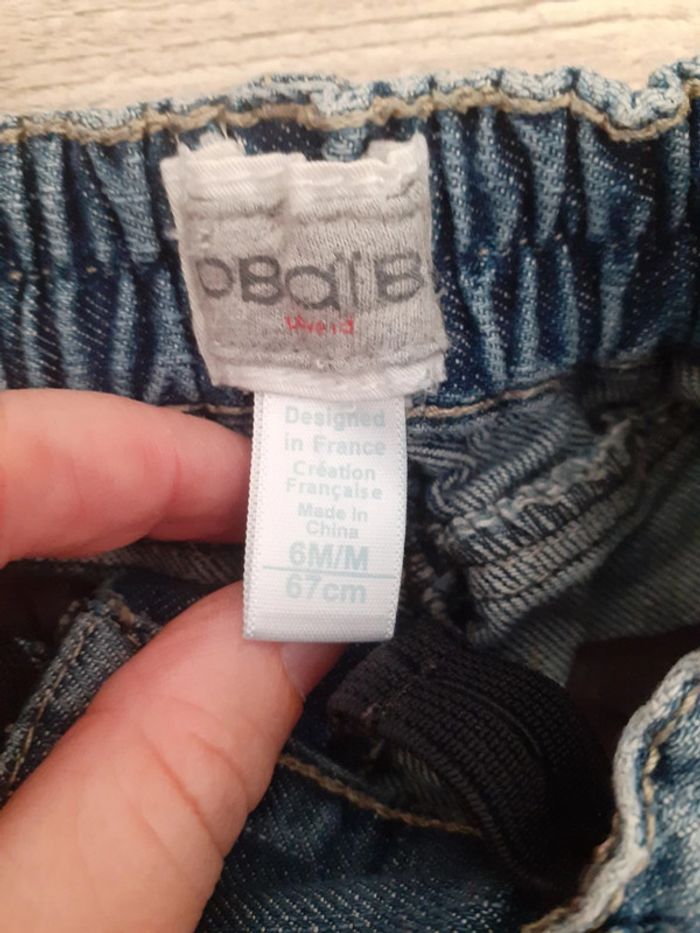 OBaïBi
Designed
in France
Création
Française
Made in
China
6M/M
67cm